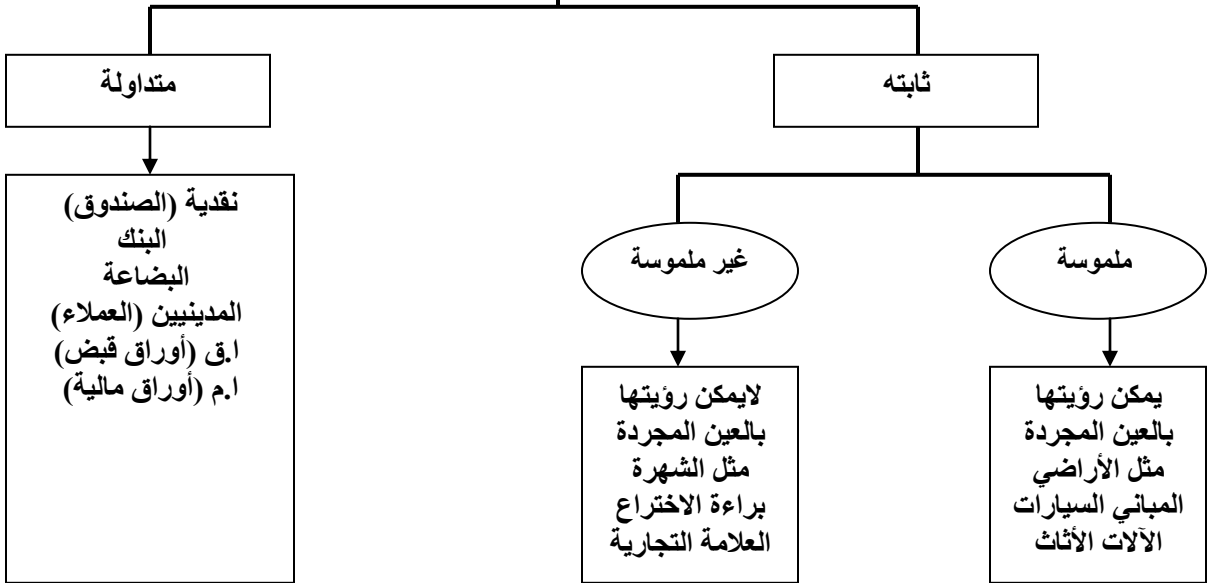 ثابته
متداولة
ملموسة
غير ملموسة
يمكن رؤيتها
بالعين المجردة
مثل الأراضي
المباني السيارات
الآلات الأثاث
لايمكن رؤيتها
بالعين المجردة
مثل الشهرة
براءة الاختراع
العلامة التجارية
نقدية (الصندوق)
البنك
البضاعة
المدينيين (العملاء)
ا.ق (أوراق قبض)
ا.م (أوراق مالية)